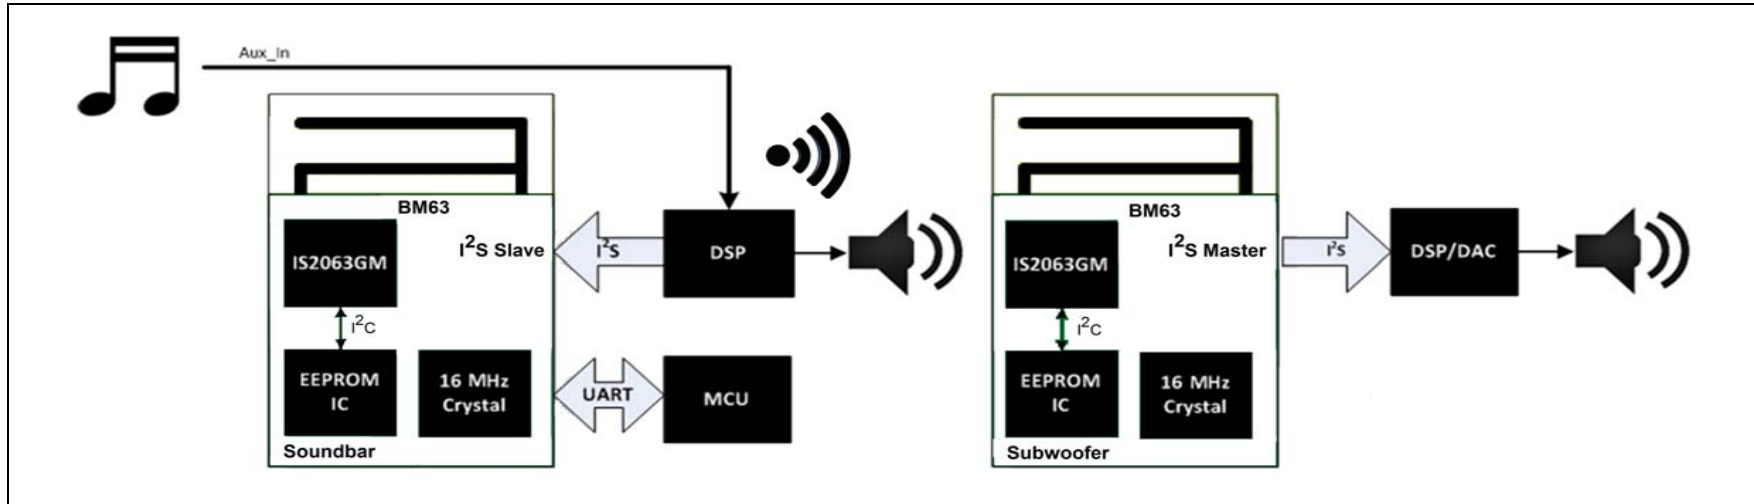 Aux_In
BM63
IS2063GM
I²S Slave
I²S
DSP
I²C
EEPROM
IC
16 MHz
Crystal
UART
MCU
Soundbar
BM63
IS2063GM
I²S Master
I²S
DSP/DAC
I²C
EEPROM
IC
16 MHz
Crystal
Subwoofer